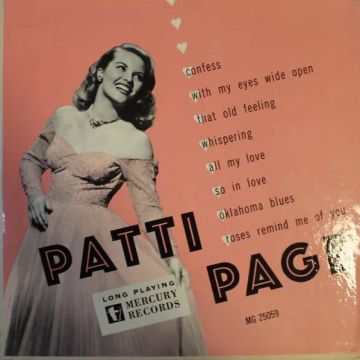 confess
with my eyes wide open
that old feeling
whispering
all my love
so in love
oklahoma blues
roses remind me of you
PATTI
PAGE
LONG PLAYING
MERCURY
RECORDS
MG 25059